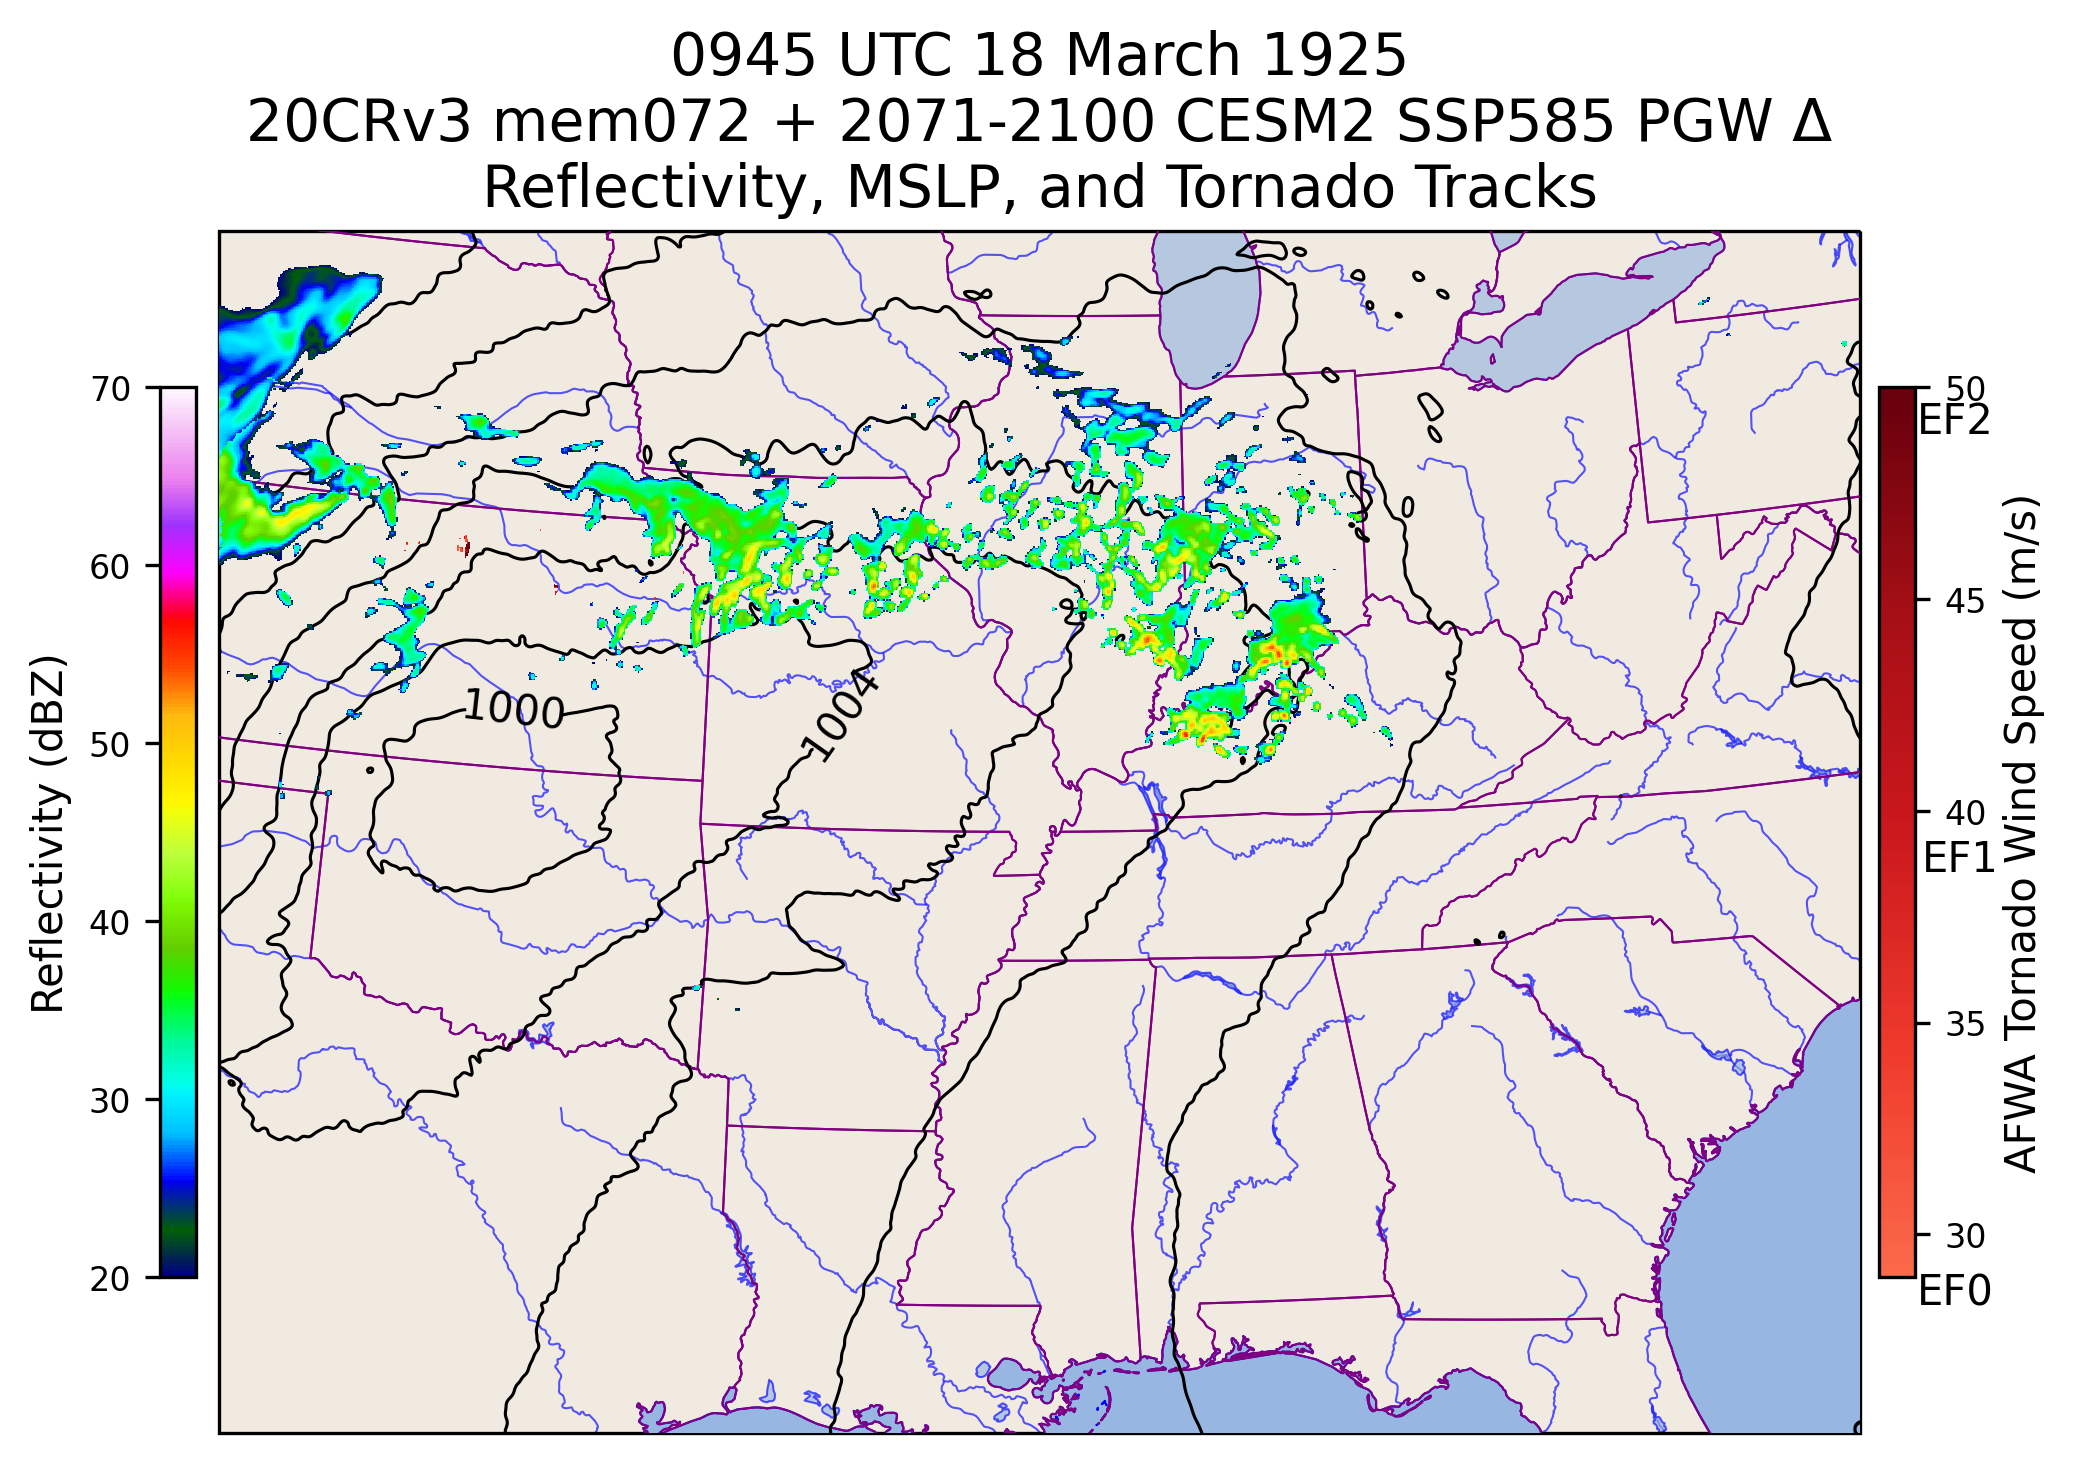 0945 UTC 18 March 1925
20CRv3 mem072 + 2071-2100 CESM2 SSP585 PGW Δ
Reflectivity, MSLP, and Tornado Tracks
Reflectivity (dBZ)
70
60
50
40
30
20
1000
1004
50
EF2
45
40
EF1
35
30
EF0
AFWA Tornado Wind Speed (m/s)